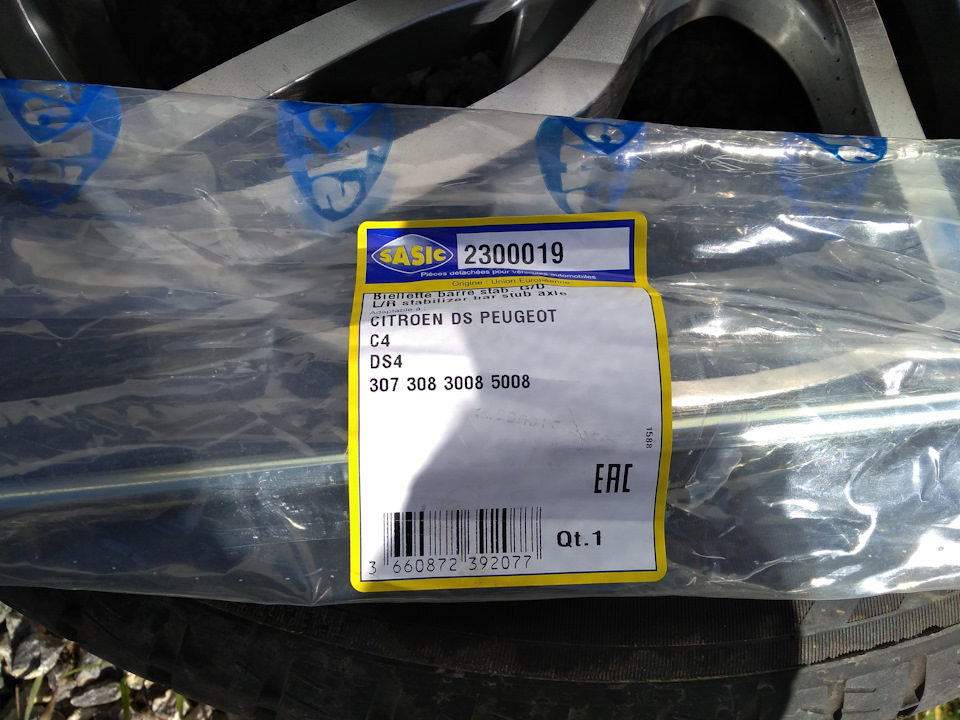 SASIC
2300019
Pièces détachées pour véhicules automobiles
Origine : Union Européenne
Biellette barre stab. G/D
L/R stabilizer bar stub axle
Adaptable à :
CITROEN DS PEUGEOT
C4
DS4
307 308 3008 5008
1588
EAC
Qt.1
3 660872 392077